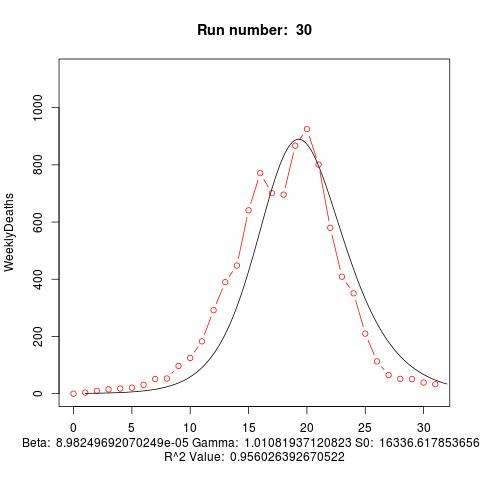 Run number: 30
1000
800
600
400
200
0
WeeklyDeaths
0 5 10 15 20 25 30
Beta: 8.98249692070249e-05 Gamma: 1.01081937120823 S0: 16336.617853656
R^2 Value: 0.956026392670522